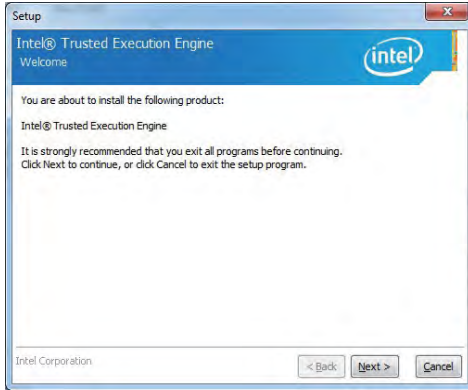 Setup
Intel® Trusted Execution Engine
Welcome
intel
You are about to install the following product:
Intel® Trusted Execution Engine
It is strongly recommended that you exit all programs before continuing.
Click Next to continue, or click Cancel to exit the setup program.
Intel Corporation
< Back
Next >
Cancel